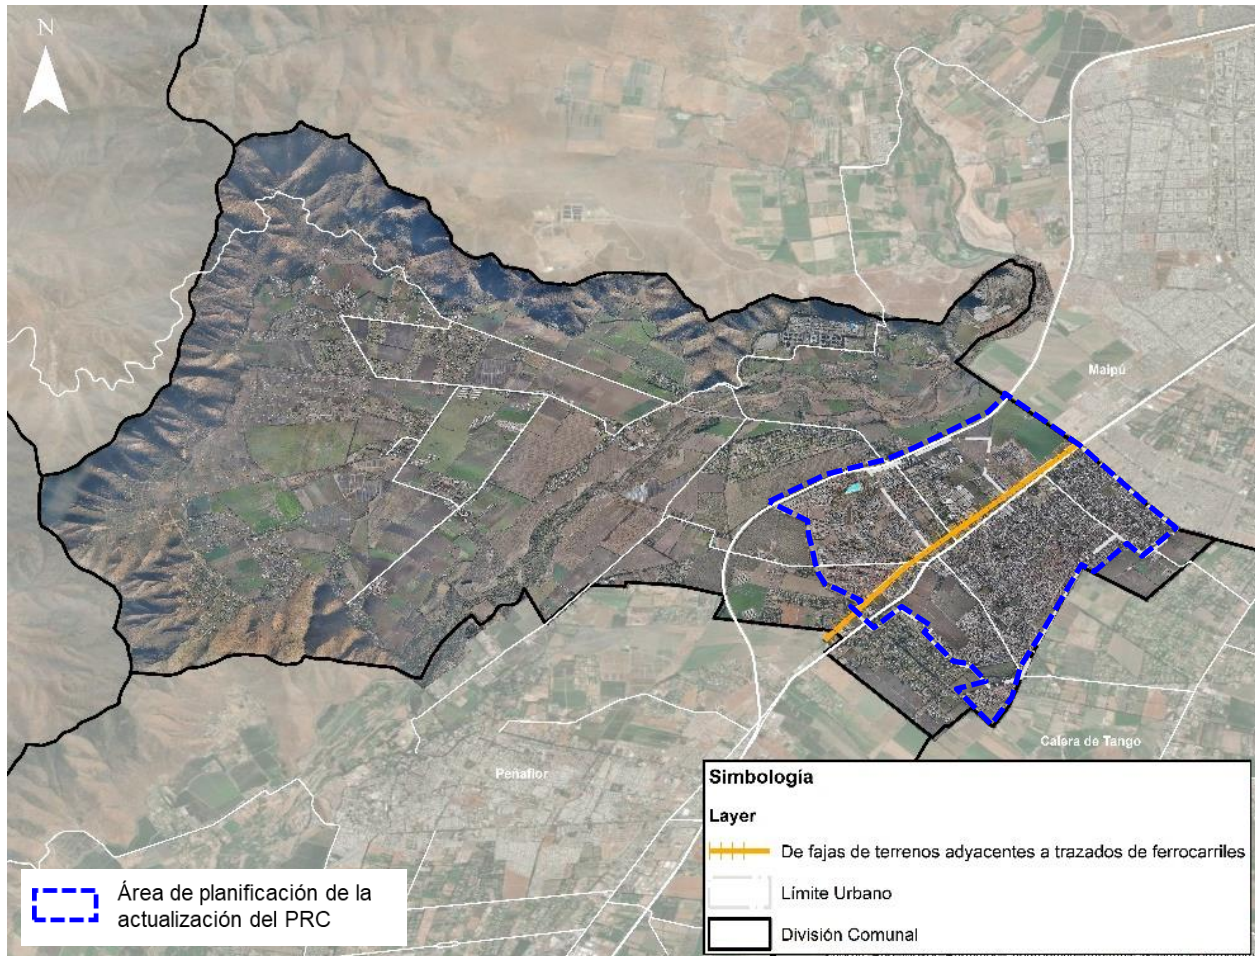 N
Maipú
Calera de Tango
Peñaflor
Simbología
Layer
De fajas de terrenos adyacentes a trazados de ferrocarriles
Límite Urbano
División Comunal
Área de planificación de la
actualización del PRC